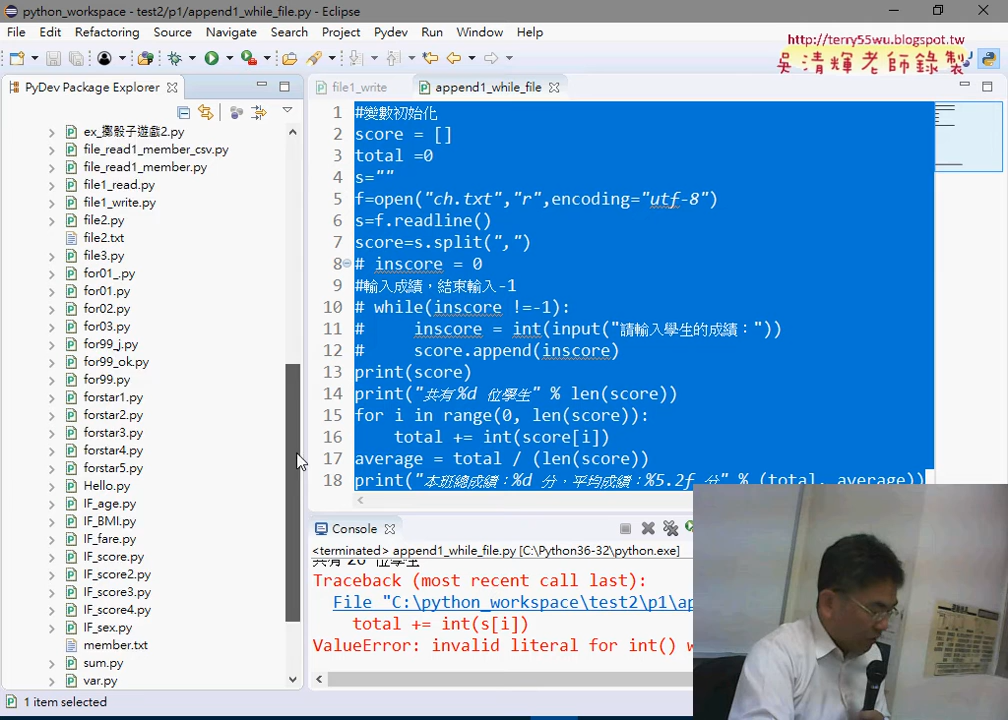 python_workspace - test2/p1/append1_while_file.py - Eclipse
File Edit Refactoring Source Navigate Search Project Pydev Run Window Help
http://terry55wu.blogspot.tw
吳清輝老師錄製
PyDev Package Explorer
file1_write
append1_while_file
ex_擲骰子遊戲2.py
file_read1_member_csv.py
file_read1_member.py
file1_read.py
file1_write.py
file2.py
file2.txt
file3.py
for01_.py
for01.py
for02.py
for03.py
for99_j.py
for99_ok.py
for99.py
forstar1.py
forstar2.py
forstar3.py
forstar4.py
forstar5.py
Hello.py
IF_age.py
IF_BMI.py
IF_fare.py
IF_score.py
IF_score2.py
IF_score3.py
IF_score4.py
IF_sex.py
member.txt
sum.py
var.py
1 #變數初始化
2 score = []
3 total =0
4 s=""
5 f=open("ch.txt","r",encoding="utf-8")
6 s=f.readline()
7 score=s.split(",")
8 # inscore = 0
9 #輸入成績，結束輸入-1
10 # while(inscore !=-1):
11 #     inscore = int(input("請輸入學生的成績："))
12 #     score.append(inscore)
13 print(score)
14 print("共有%d 位學生" % len(score))
15 for i in range(0, len(score)):
16     total += int(score[i])
17 average = total / (len(score))
18 print("本班總成績：%d 分，平均成績：%5.2f 分" % (total, average))
Console
<terminated> append1_while_file.py [C:\Python36-32\python.exe]
共有 20 位學生
Traceback (most recent call last):
File "C:\python_workspace\test2\p1\ap
total += int(s[i])
ValueError: invalid literal for int() w
1 item selected